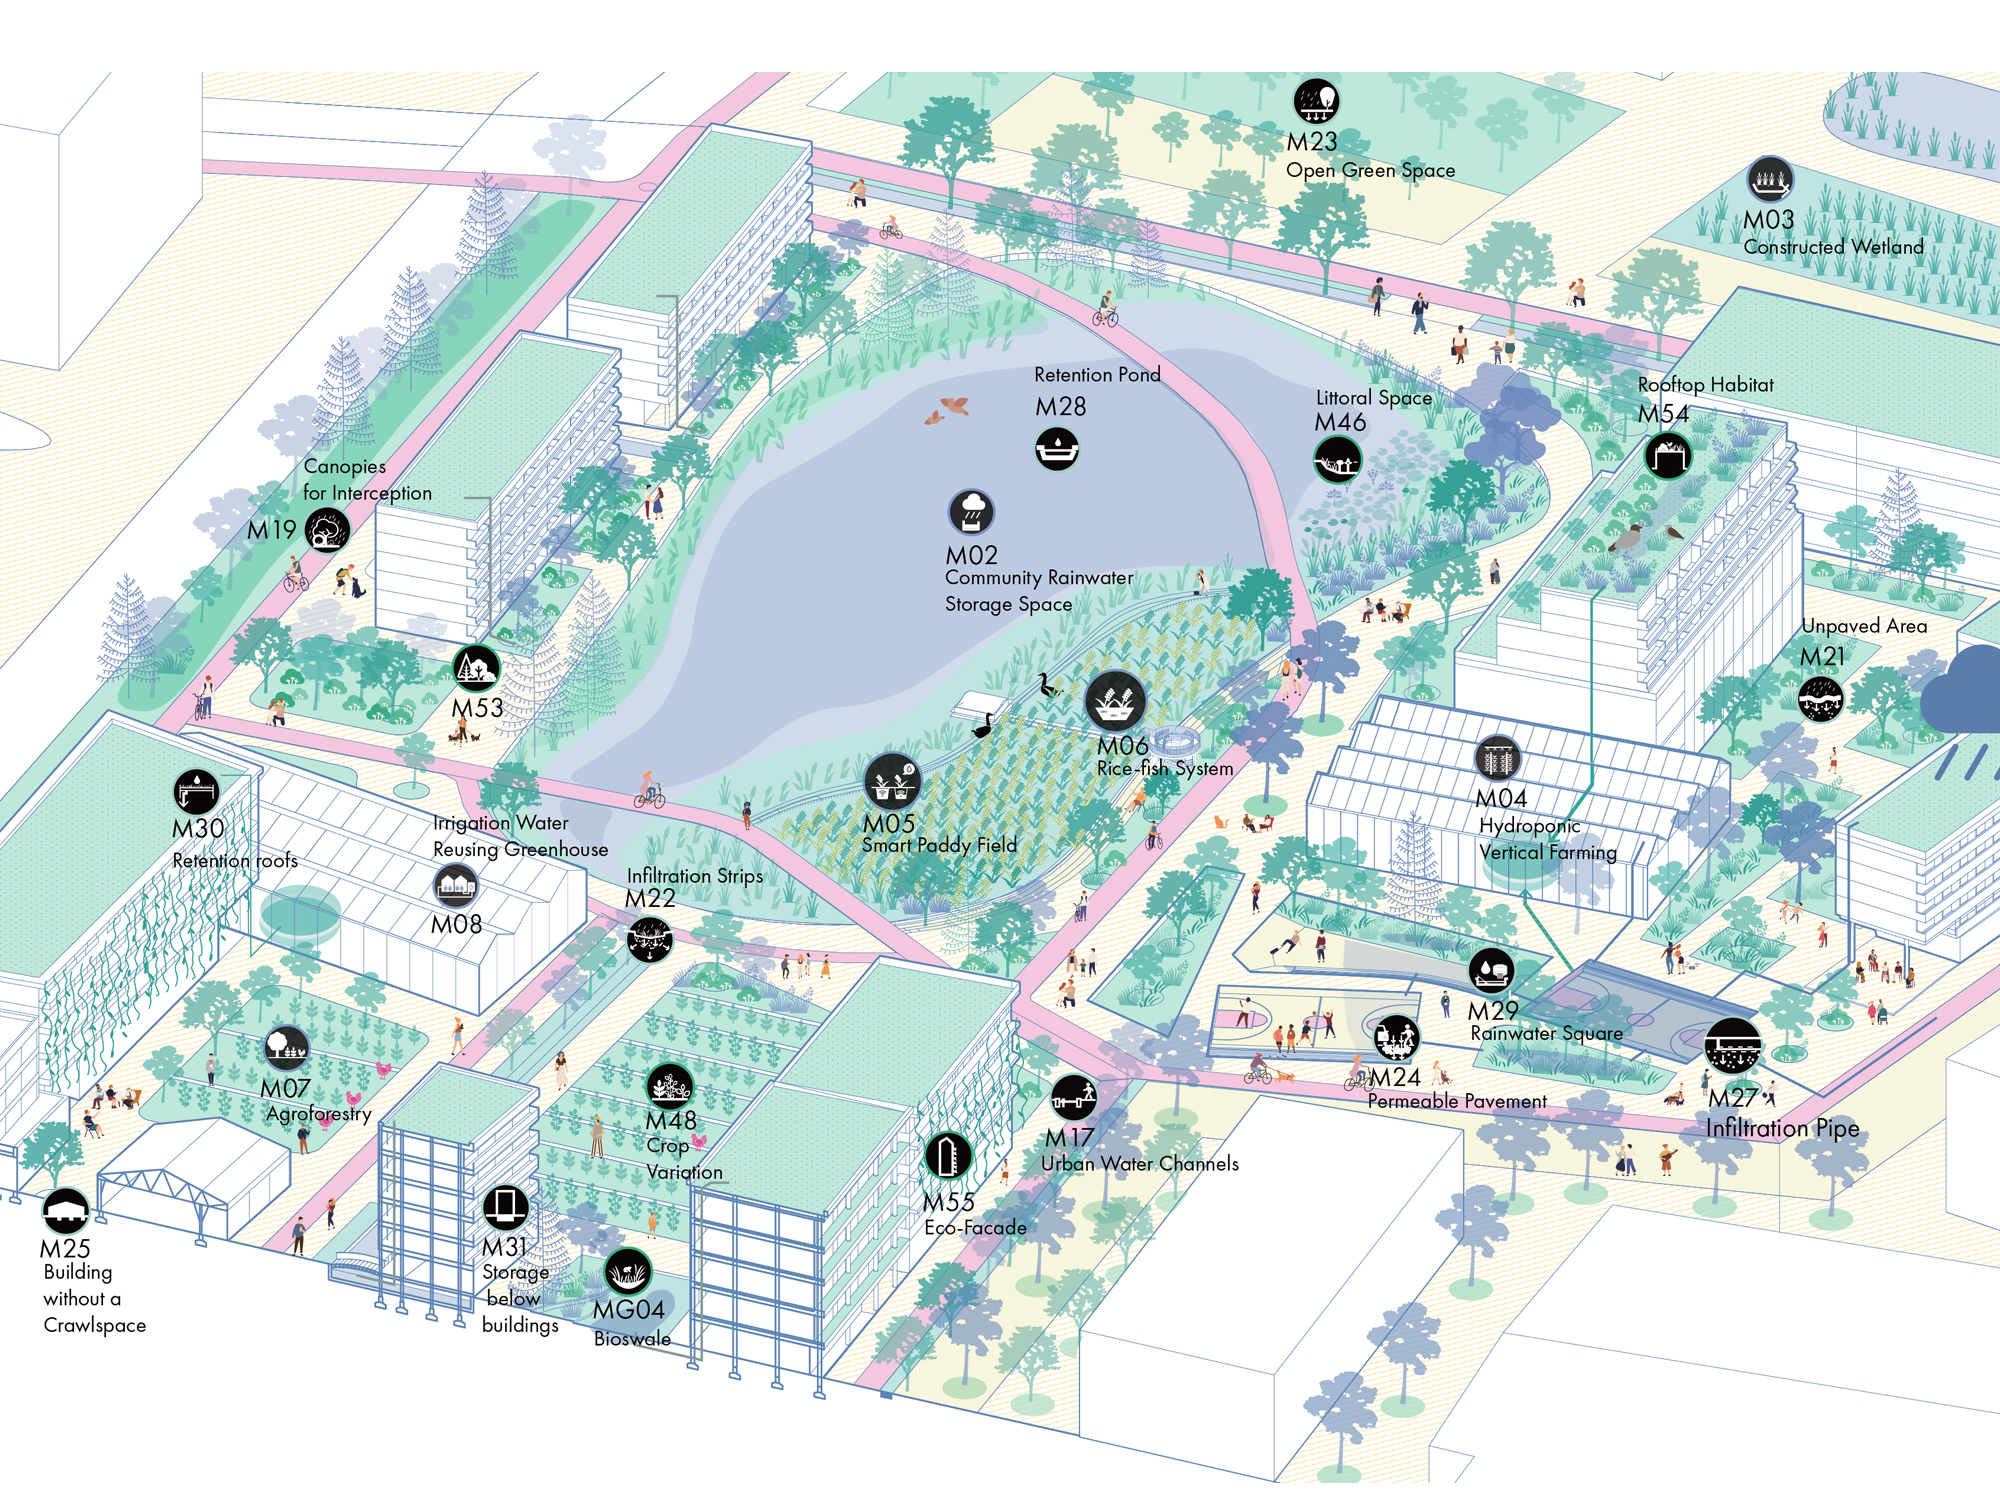 M23
Open Green Space
M03
Constructed Wetland
Retention Pond
M28
Littoral Space
M46
Rooftop Habitat
M54
Canopies
for Interception
M19
M02
Community Rainwater
Storage Space
Unpaved Area
M21
M53
M06
Rice-fish System
M04
Hydroponic
Vertical Farming
M05
Smart Paddy Field
M30
Retention roofs
Irrigation Water
Reusing Greenhouse
M08
Infiltration Strips
M22
M29
Rainwater Square
M24
Permeable Pavement
M27
Infiltration Pipe
M07
Agroforestry
M48
Crop
Variation
M17
Urban Water Channels
M55
Eco-Facade
M25
Building
without a
Crawlspace
M31
Storage
below
buildings
MG04
Bioswale